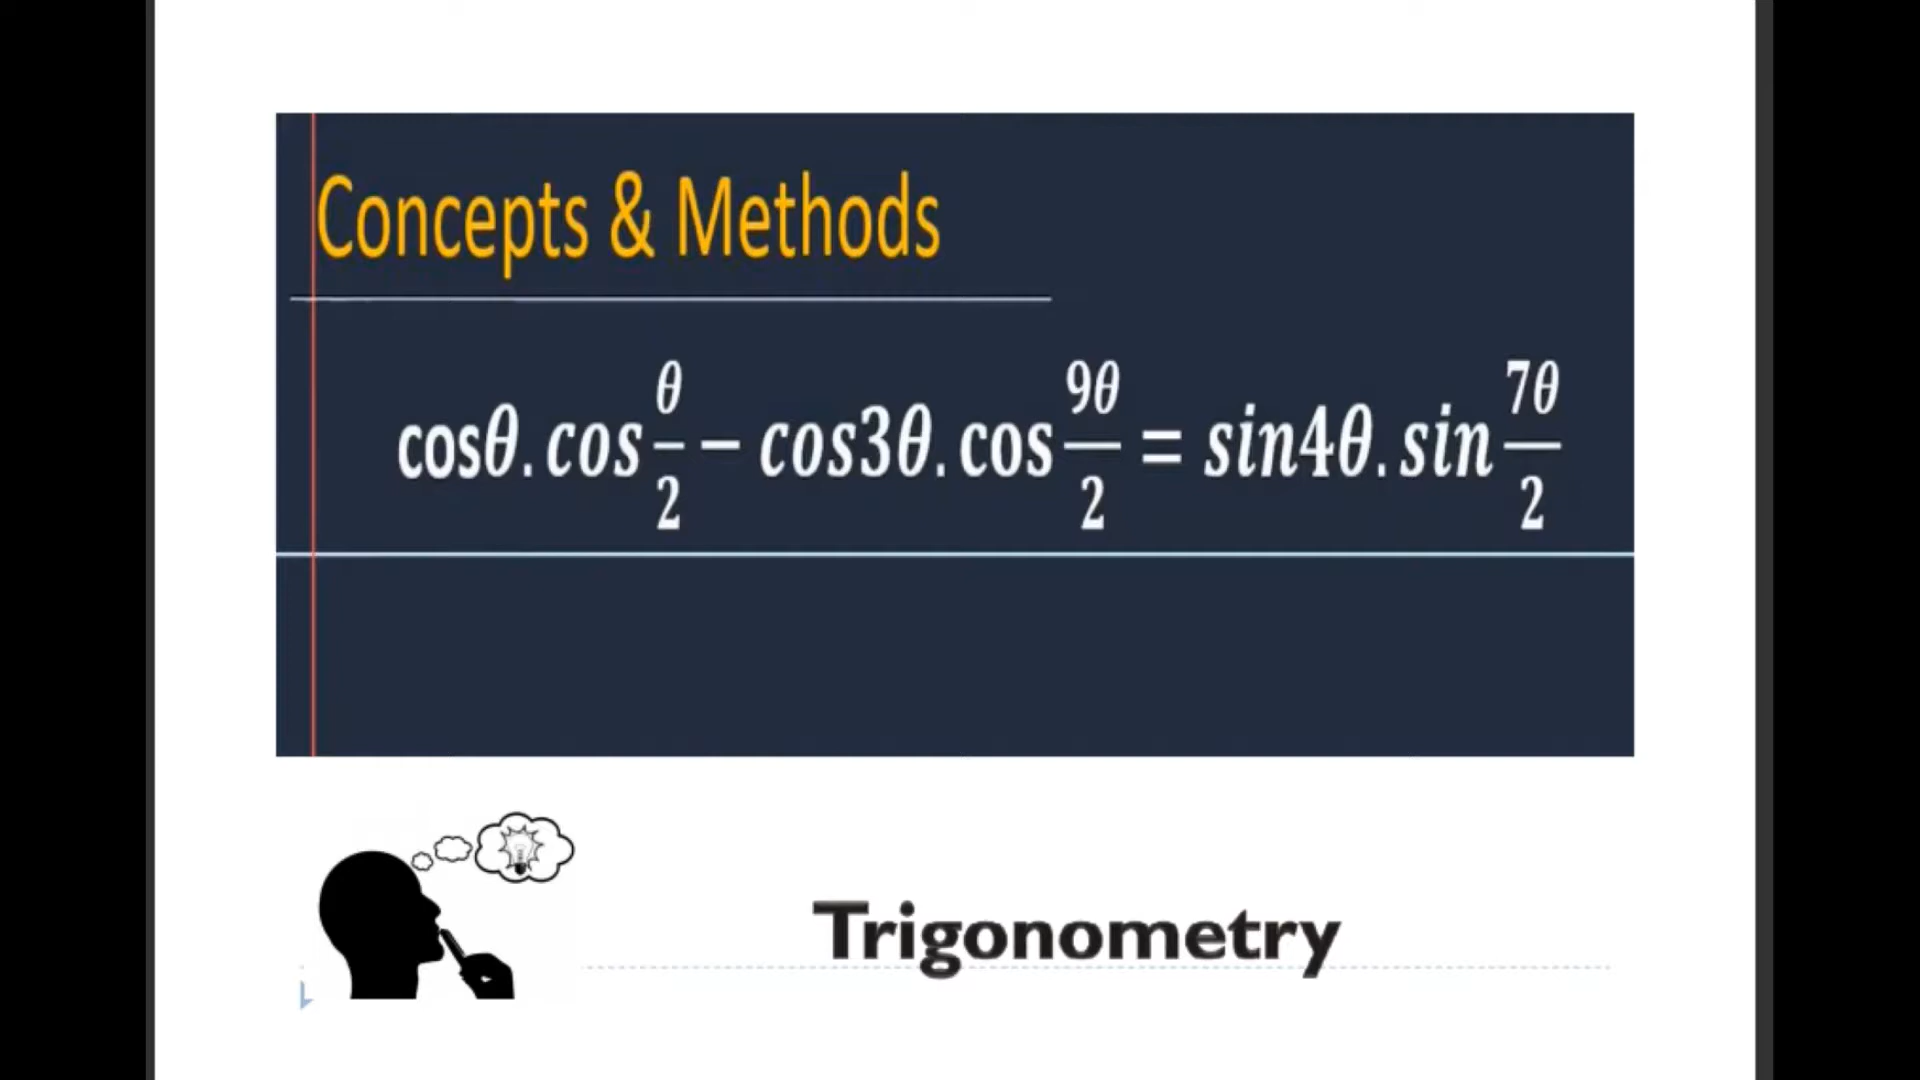 Concepts & Methods
cosθ.cos θ/2 − cos3θ.cos 9θ/2 = sin4θ.sin 7θ/2
Trigonometry